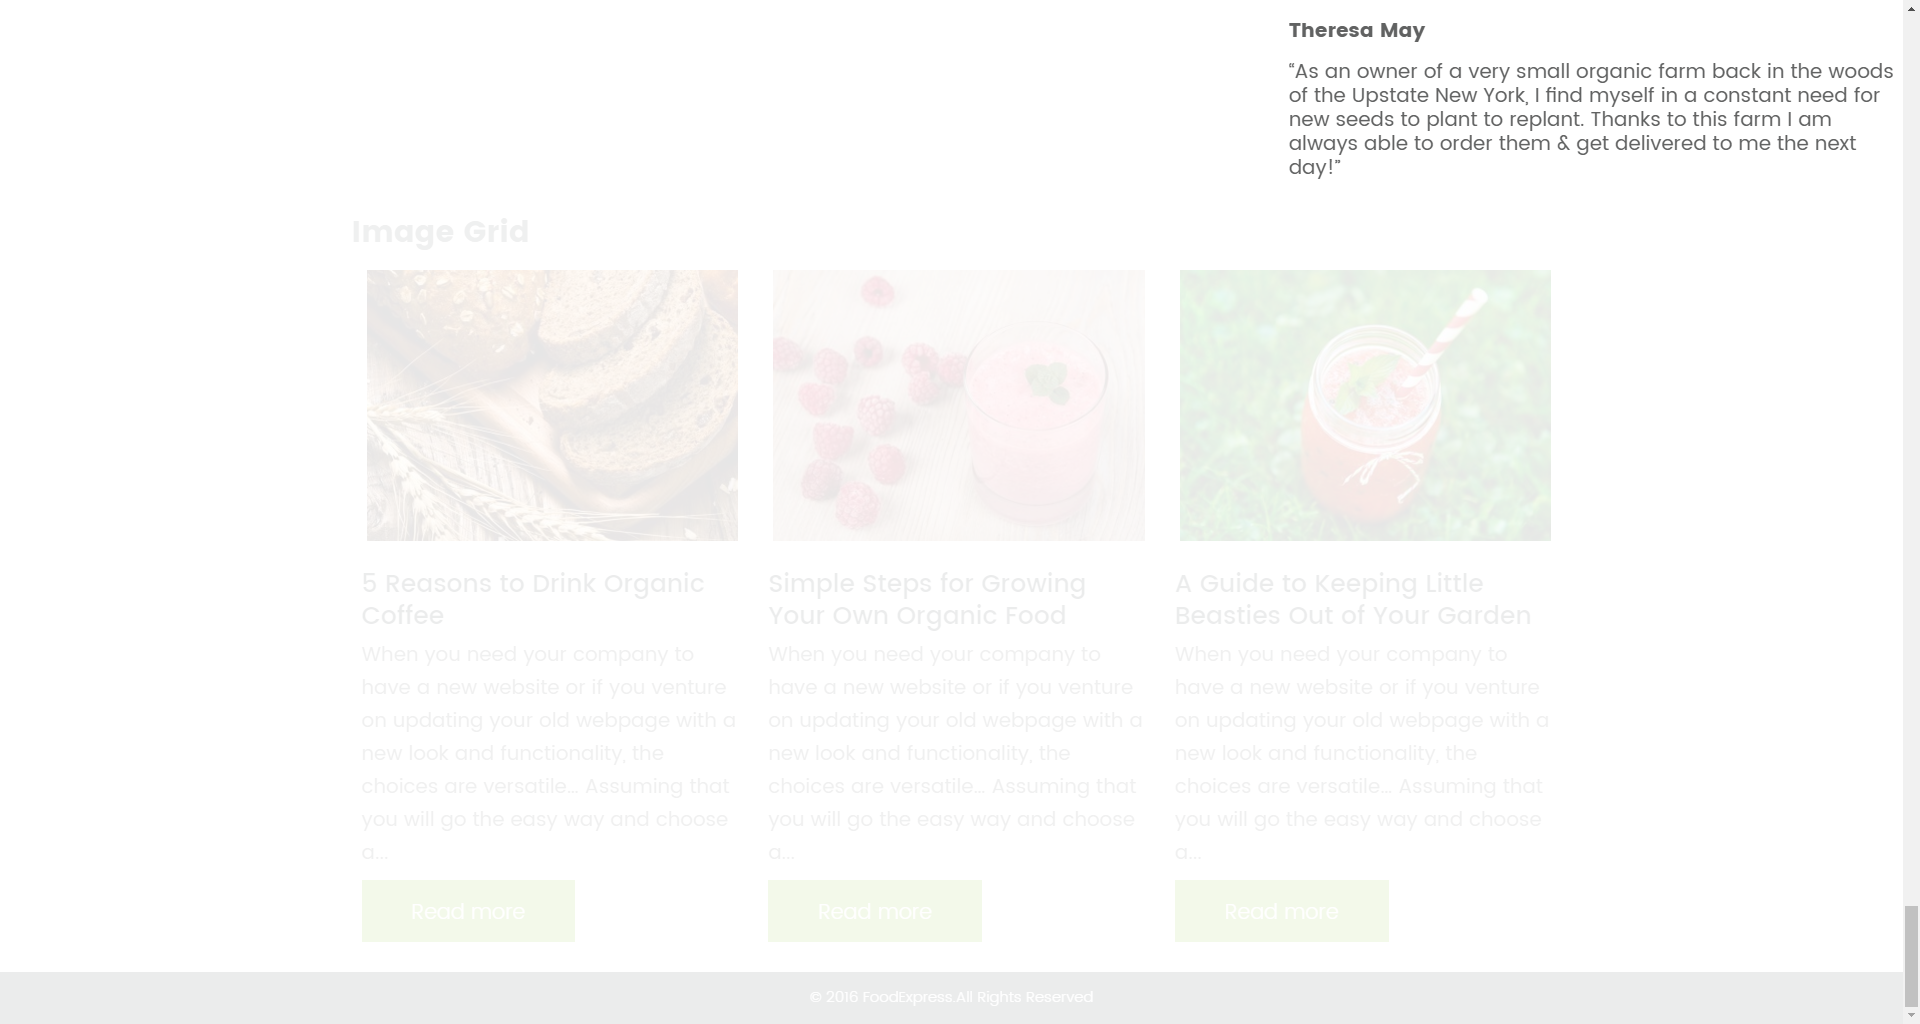 Theresa May
“As an owner of a very small organic farm back in the woods
of the Upstate New York, I find myself in a constant need for
new seeds to plant to replant. Thanks to this farm I am
always able to order them & get delivered to me the next
day!”
Image Grid
5 Reasons to Drink Organic
Coffee
When you need your company to
have a new website or if you venture
on updating your old webpage with a
new look and functionality, the
choices are versatile... Assuming that
you will go the easy way and choose
a...
Read more
Simple Steps for Growing
Your Own Organic Food
When you need your company to
have a new website or if you venture
on updating your old webpage with a
new look and functionality, the
choices are versatile... Assuming that
you will go the easy way and choose
a...
Read more
A Guide to Keeping Little
Beasties Out of Your Garden
When you need your company to
have a new website or if you venture
on updating your old webpage with a
new look and functionality, the
choices are versatile... Assuming that
you will go the easy way and choose
a...
Read more
© 2016 FoodExpress All Rights Reserved